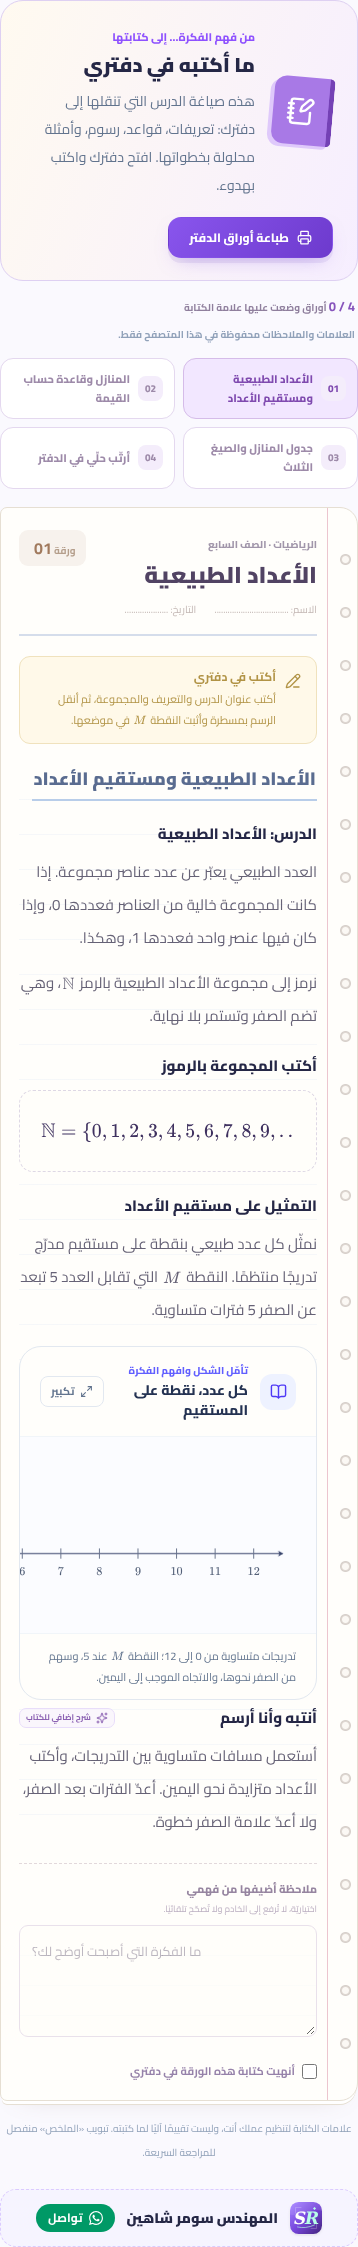 من فهم الفكرة... إلى كتابتها
ما أكتبه في دفتري
هذه صياغة الدرس التي تنقلها إلى
دفترك: تعريفات، قواعد، رسوم، وأمثلة
محلولة بخطواتها. افتح دفترك واكتب
بهدوء.
طباعة أوراق الدفتر
0 / 4 أوراق وضعت عليها علامة الكتابة
العلامات والملاحظات محفوظة في هذا المتصفح فقط.
01 الأعداد الطبيعية
ومستقيم الأعداد
02 المنازل وقاعدة حساب
القيمة
03 جدول المنازل والصيغ
الثلاث
04 أرتّب حلّي في الدفتر
الرياضيات · الصف السابع
ورقة 01
الأعداد الطبيعية
الاسم: ........................ التاريخ: ................
أكتب في دفتري
أكتب عنوان الدرس والتعريف والمجموعة، ثم أنقل
الرسم بمسطرة وأثبت النقطة M في موضعها.
الأعداد الطبيعية ومستقيم الأعداد
الدرس: الأعداد الطبيعية
العدد الطبيعي يعبّر عن عدد عناصر مجموعة. إذا
كانت المجموعة خالية من العناصر فعددها 0، وإذا
كان فيها عنصر واحد فعددها 1، وهكذا.
نرمز إلى مجموعة الأعداد الطبيعية بالرمز ℕ، وهي
تضم الصفر وتستمر بلا نهاية.
أكتب المجموعة بالرموز
ℕ = {0, 1, 2, 3, 4, 5, 6, 7, 8, 9, . .
التمثيل على مستقيم الأعداد
نمثّل كل عدد طبيعي بنقطة على مستقيم مدرّج
تدريجًا منتظمًا. النقطة M التي تقابل العدد 5 تبعد
عن الصفر 5 فترات متساوية.
تأمّل الشكل وافهم الفكرة
كل عدد، نقطة على
المستقيم
تكبير
6 7 8 9 10 11 12
تدريجات متساوية من 0 إلى 12؛ النقطة M عند 5، وسهم
من الصفر نحوها، والاتجاه الموجب إلى اليمين.
أنتبه وأنا أرسم
شرح إضافي للكتاب
أستعمل مسافات متساوية بين التدريجات، وأكتب
الأعداد متزايدة نحو اليمين. أعدّ الفترات بعد الصفر،
ولا أعدّ علامة الصفر خطوة.
ملاحظة أضيفها من فهمي
اختيارية، لا تُرفع إلى الخادم ولا تُصحّح تلقائيًا.
ما الفكرة التي أصبحت أوضح لك؟
أنهيت كتابة هذه الورقة في دفتري
علامات الكتابة لتنظيم عملك أنت، وليست تقييمًا آليًا لما كتبته. تبويب «الملخص» منفصل
للمراجعة السريعة.
SR المهندس سومر شاهين
تواصل